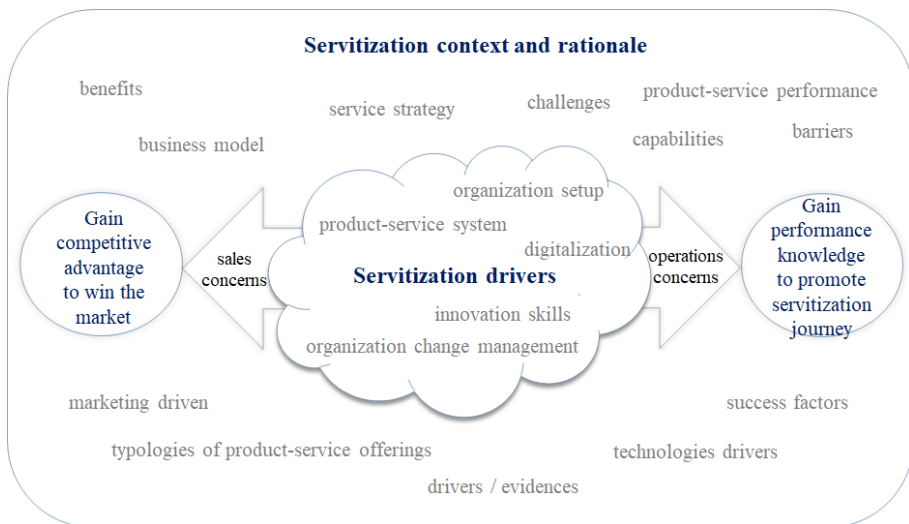 Servitization context and rationale
benefits
service strategy
challenges
product-service performance
business model
capabilities
barriers
organization setup
product-service system
digitalization
Gain
competitive
advantage
to win the
market
sales
concerns
Servitization drivers
operations
concerns
Gain
performance
knowledge
to promote
servitization
journey
innovation skills
organization change management
marketing driven
success factors
typologies of product-service offerings
technologies drivers
drivers / evidences